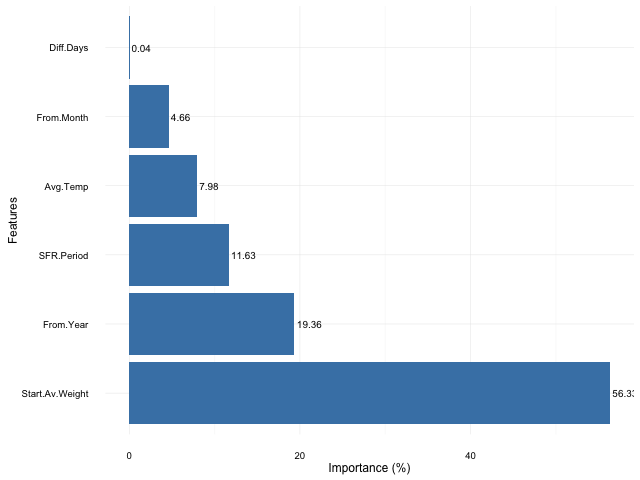 Diff.Days
0.04
From.Month
4.66
Avg.Temp
7.98
SFR.Period
11.63
From.Year
19.36
Start.Av.Weight
56.33
Features
0
20
40
Importance (%)